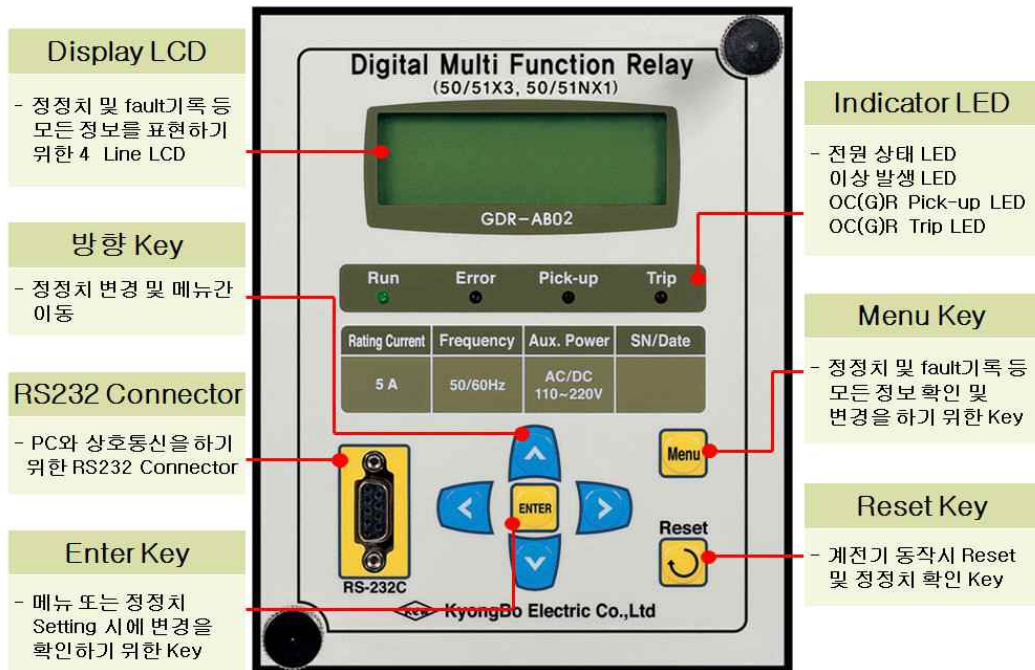 Display LCD
- 정정치 및 fault기록 등
모든 정보를 표현하기
위한 4 Line LCD
방향 Key
- 정정치 변경 및 메뉴간
이동
RS232 Connector
- PC와 상호통신을 하기
위한 RS232 Connector
Enter Key
- 메뉴 또는 정정치
Setting 시에 변경을
확인하기 위한 Key
Digital Multi Function Relay
(50/51X3, 50/51NX1)
GDR-AB02
Run Error Pick-up Trip
Rating Current Frequency Aux. Power SN/Date
5 A 50/60Hz AC/DC
110~220V
Menu
ENTER
Reset
RS-232C
KyongBo Electric Co.,Ltd
Indicator LED
- 전원 상태 LED
이상 발생 LED
OC(G)R Pick-up LED
OC(G)R Trip LED
Menu Key
- 정정치 및 fault기록 등
모든 정보 확인 및
변경을 하기 위한 Key
Reset Key
- 계전기 동작시 Reset
및 정정치 확인 Key